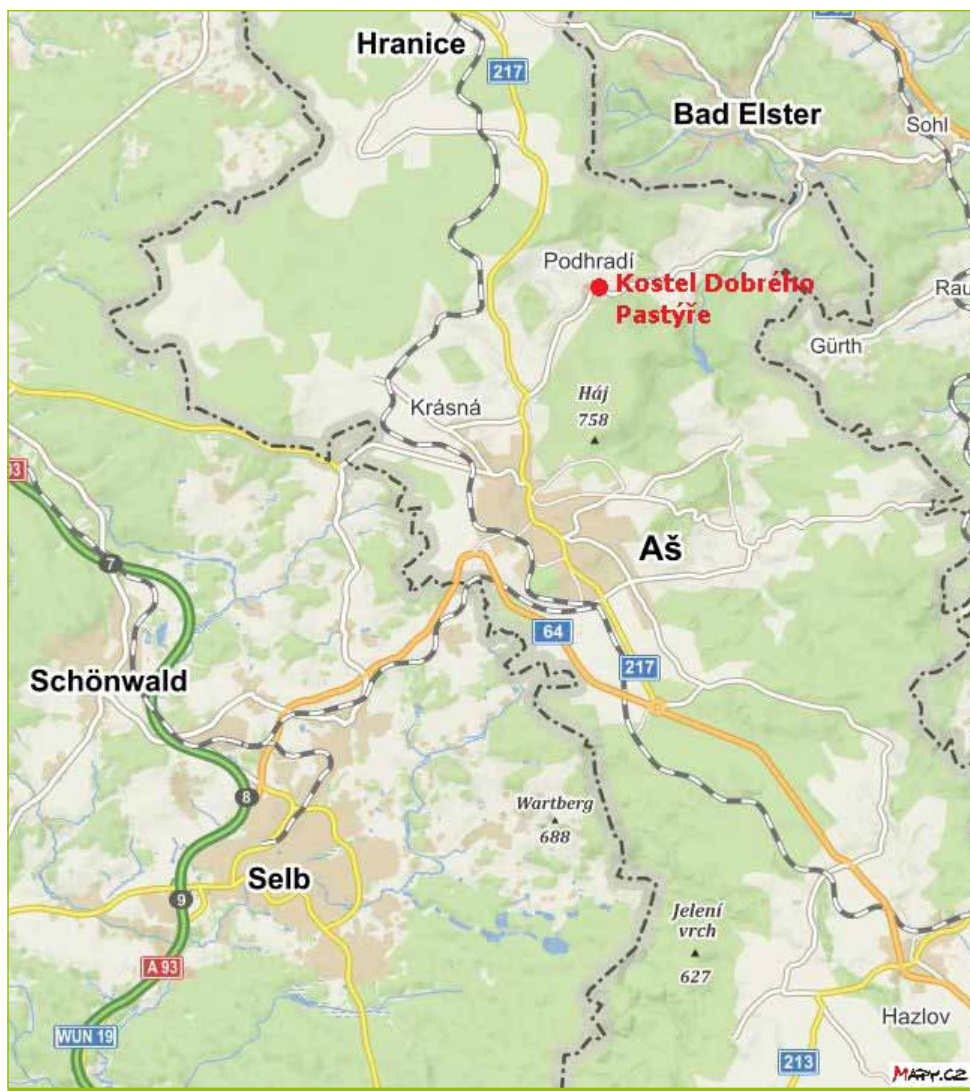 Hranice
217
Bad Elster
Sohl
Podhradí
Kostel Dobrého
Pastýře
Rau
Gürth
Háj
758
Krásná
93
7
Aš
64
217
Schönwald
8
Wartberg
688
Selb
9
Jelení
vrch
627
A 93
Hazlov
WUN 19
213
MAPY.CZ